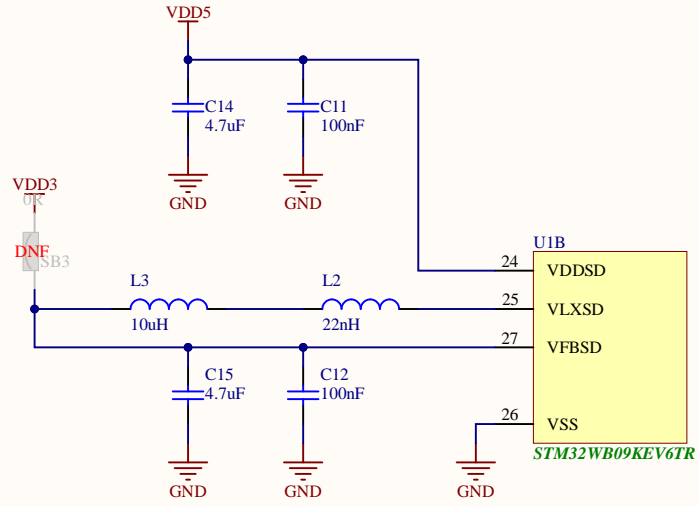 VDD5
C14
4.7uF
C11
100nF
GND
GND
VDD3
0R
DNF
SB3
L3
10uH
L2
22nH
U1B
24
VDDSD
25
VLXSD
27
VFBSD
26
VSS
C15
4.7uF
C12
100nF
STM32WB09KEV6TR
GND
GND
GND